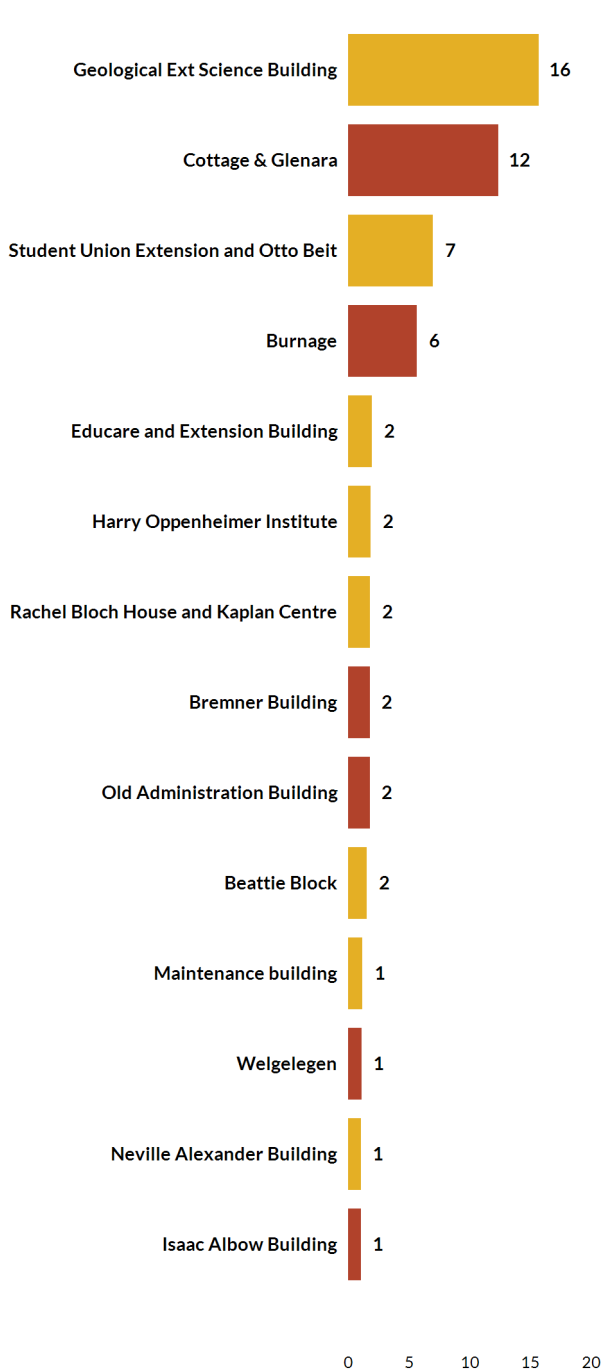 Geological Ext Science Building 16
Cottage & Glenara 12
Student Union Extension and Otto Beit 7
Burnage 6
Educare and Extension Building 2
Harry Oppenheimer Institute 2
Rachel Bloch House and Kaplan Centre 2
Bremner Building 2
Old Administration Building 2
Beattie Block 2
Maintenance building 1
Welgelegen 1
Neville Alexander Building 1
Isaac Albow Building 1
0 5 10 15 20